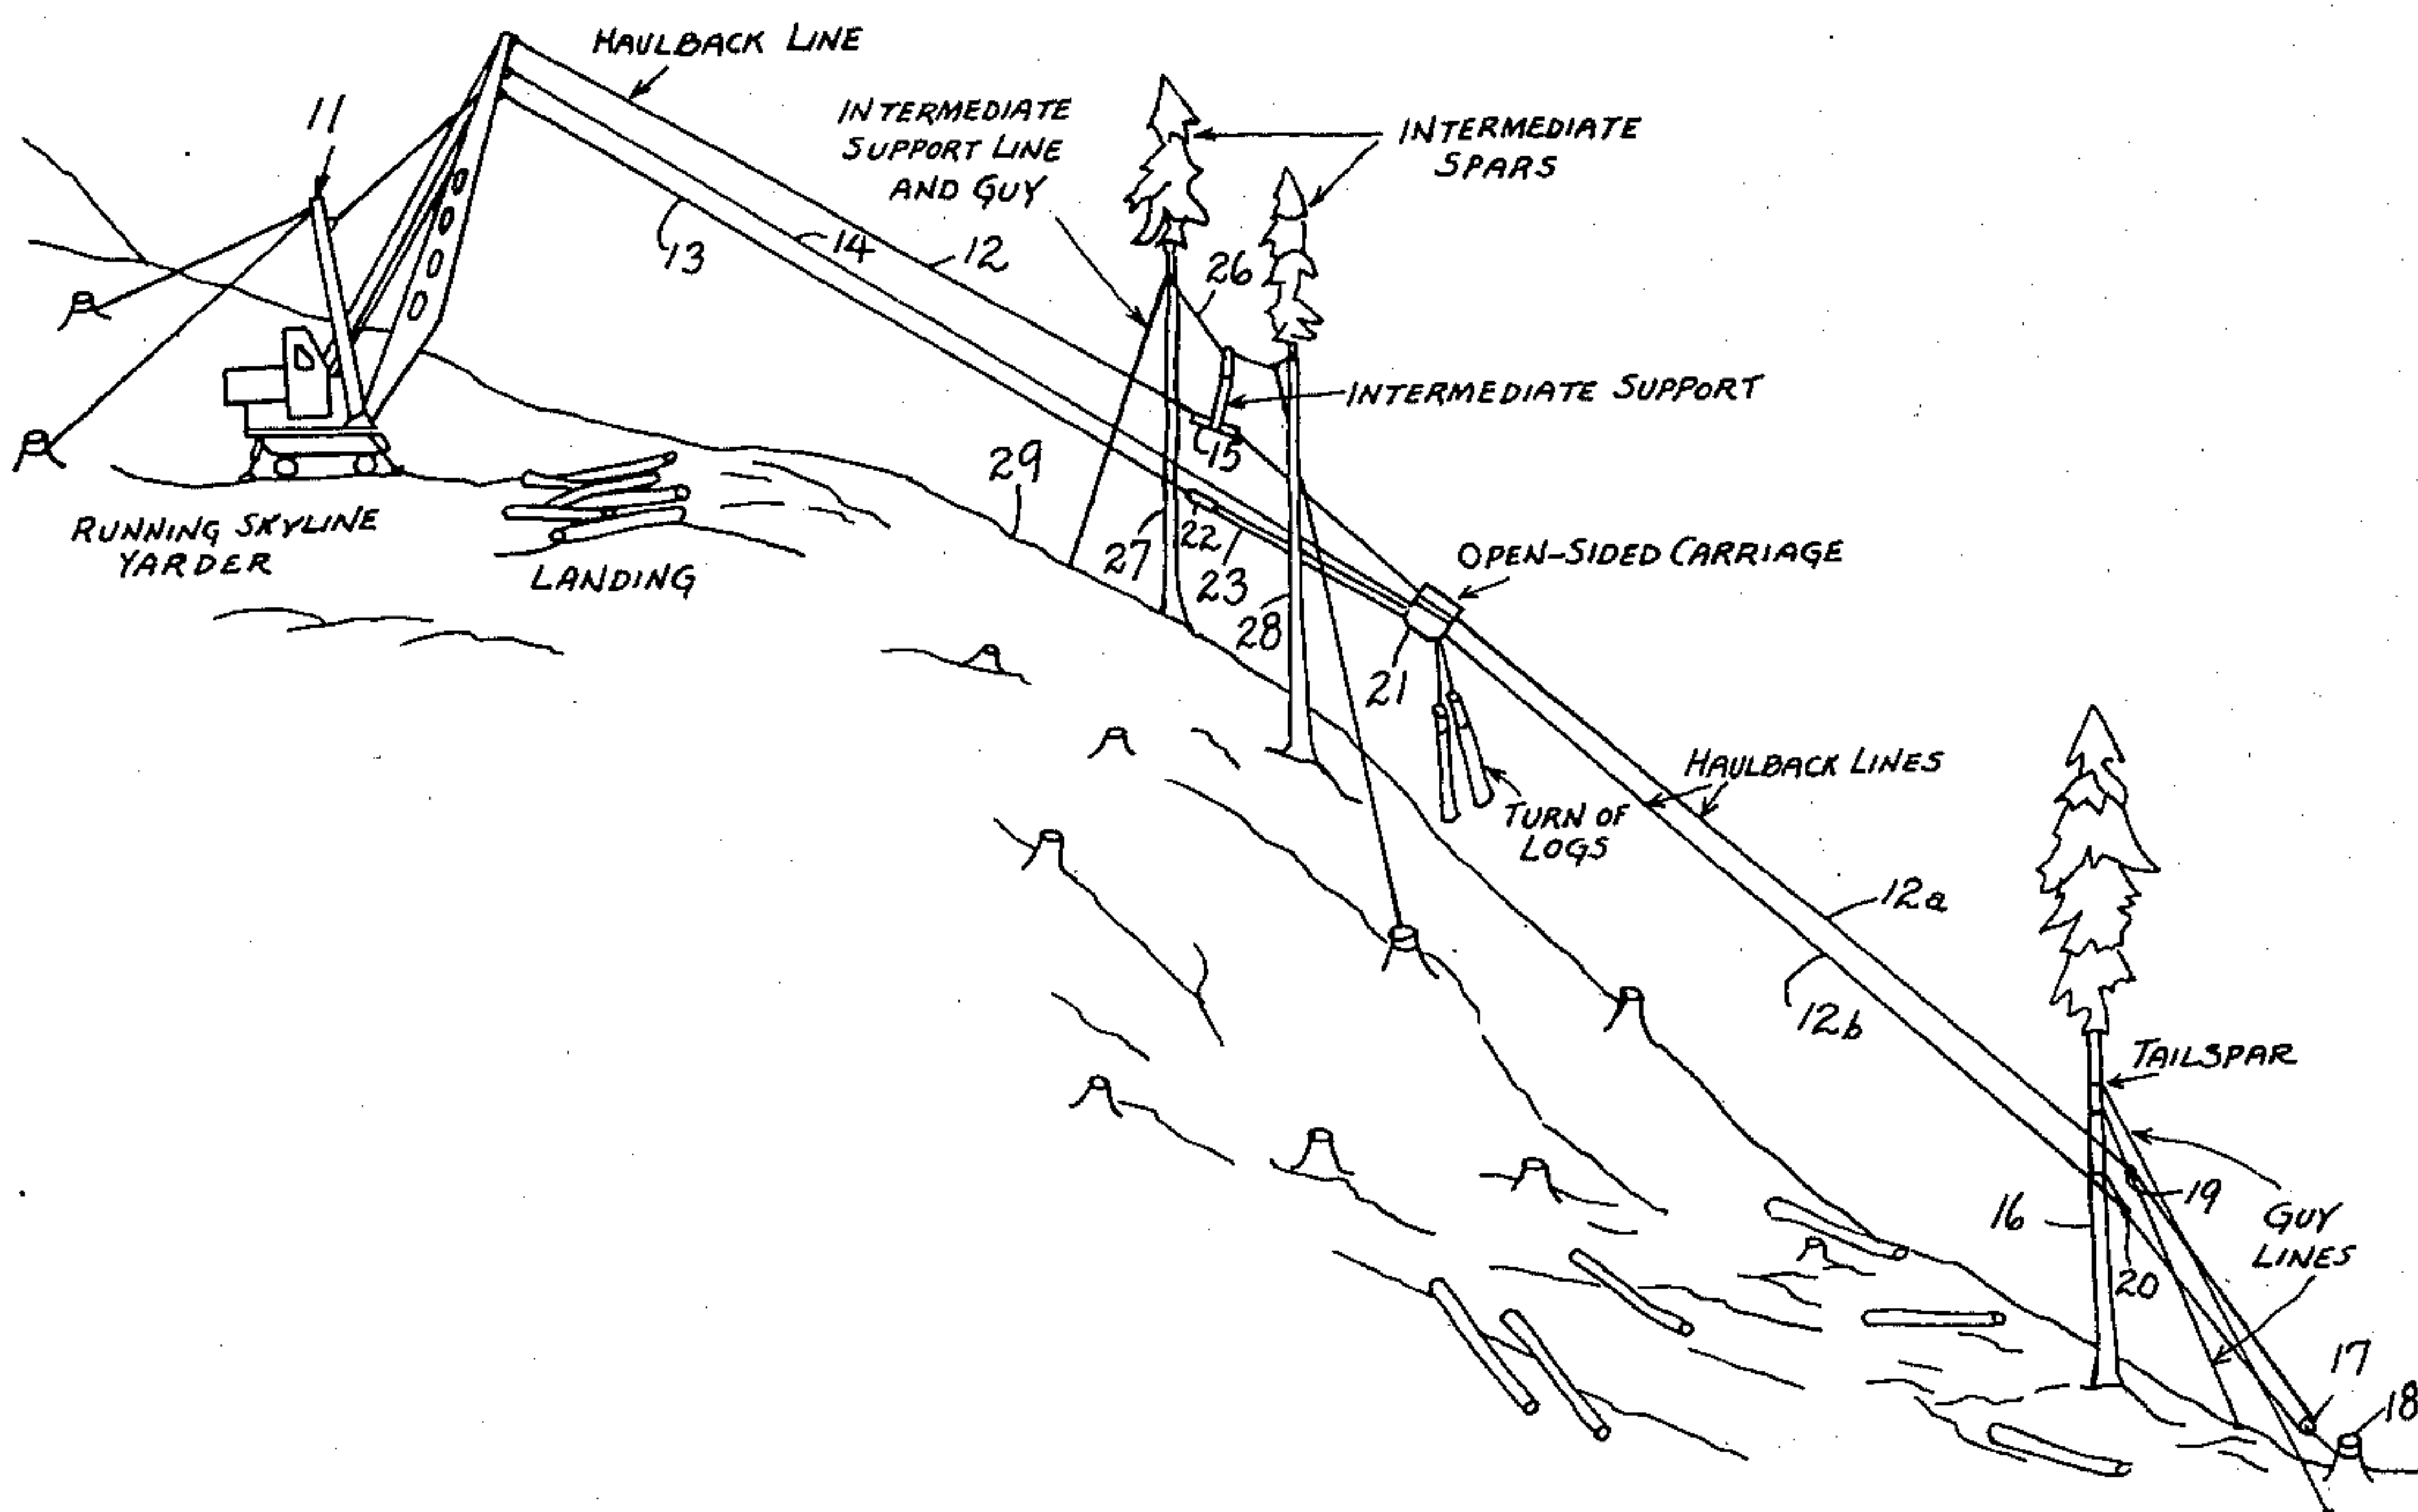 HAULBACK LINE
11
INTERMEDIATE
SUPPORT LINE
AND GUY
INTERMEDIATE
SPARS
13
14
12
26
INTERMEDIATE SUPPORT
15
29
RUNNING SKYLINE
YARDER
LANDING
27
22
23
28
OPEN-SIDED CARRIAGE
21
HAULBACK LINES
TURN OF
LOGS
12a
12b
TAILSPAR
16
19
GUY
LINES
20
17
18